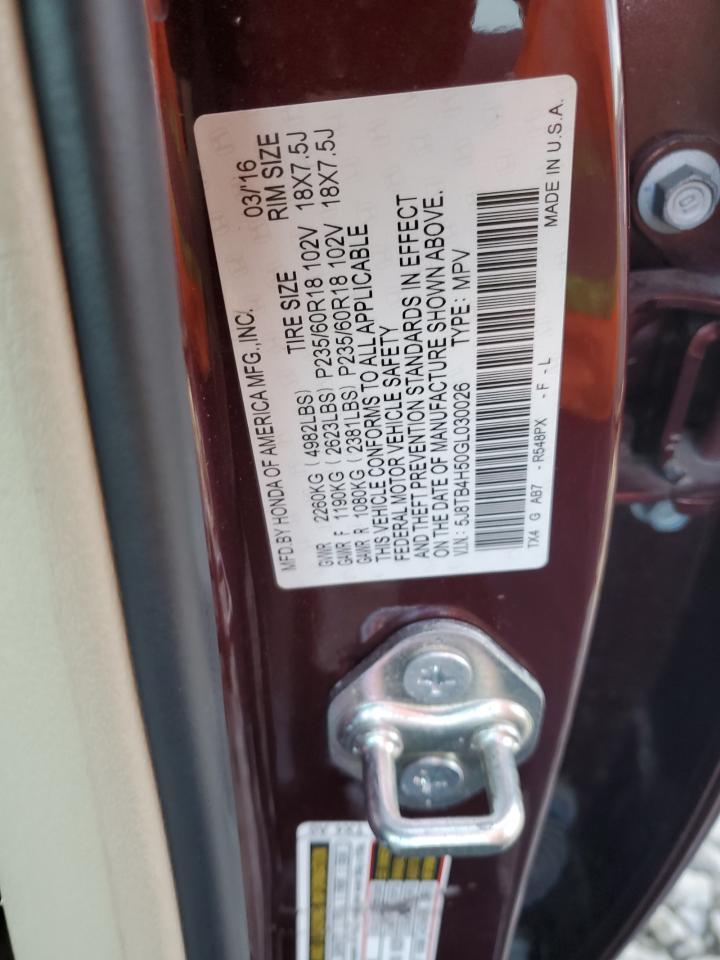 MFD.BY HONDA OF AMERICA MFG.,INC. 03/'16
TIRE SIZE RIM SIZE
GVWR 2260KG (4982LBS)
GAWR F 1190KG (2623LBS) P235/60R18 102V 18X7.5J
GAWR R 1080KG (2381LBS) P235/60R18 102V 18X7.5J
THIS VEHICLE CONFORMS TO ALL APPLICABLE
FEDERAL MOTOR VEHICLE SAFETY
AND THEFT PREVENTION STANDARDS IN EFFECT
ON THE DATE OF MANUFACTURE SHOWN ABOVE.
V.I.N.: 5J8TB4H50GL030026 TYPE: MPV
TX4 G AB7 -R548PX - F - L MADE IN U.S.A.